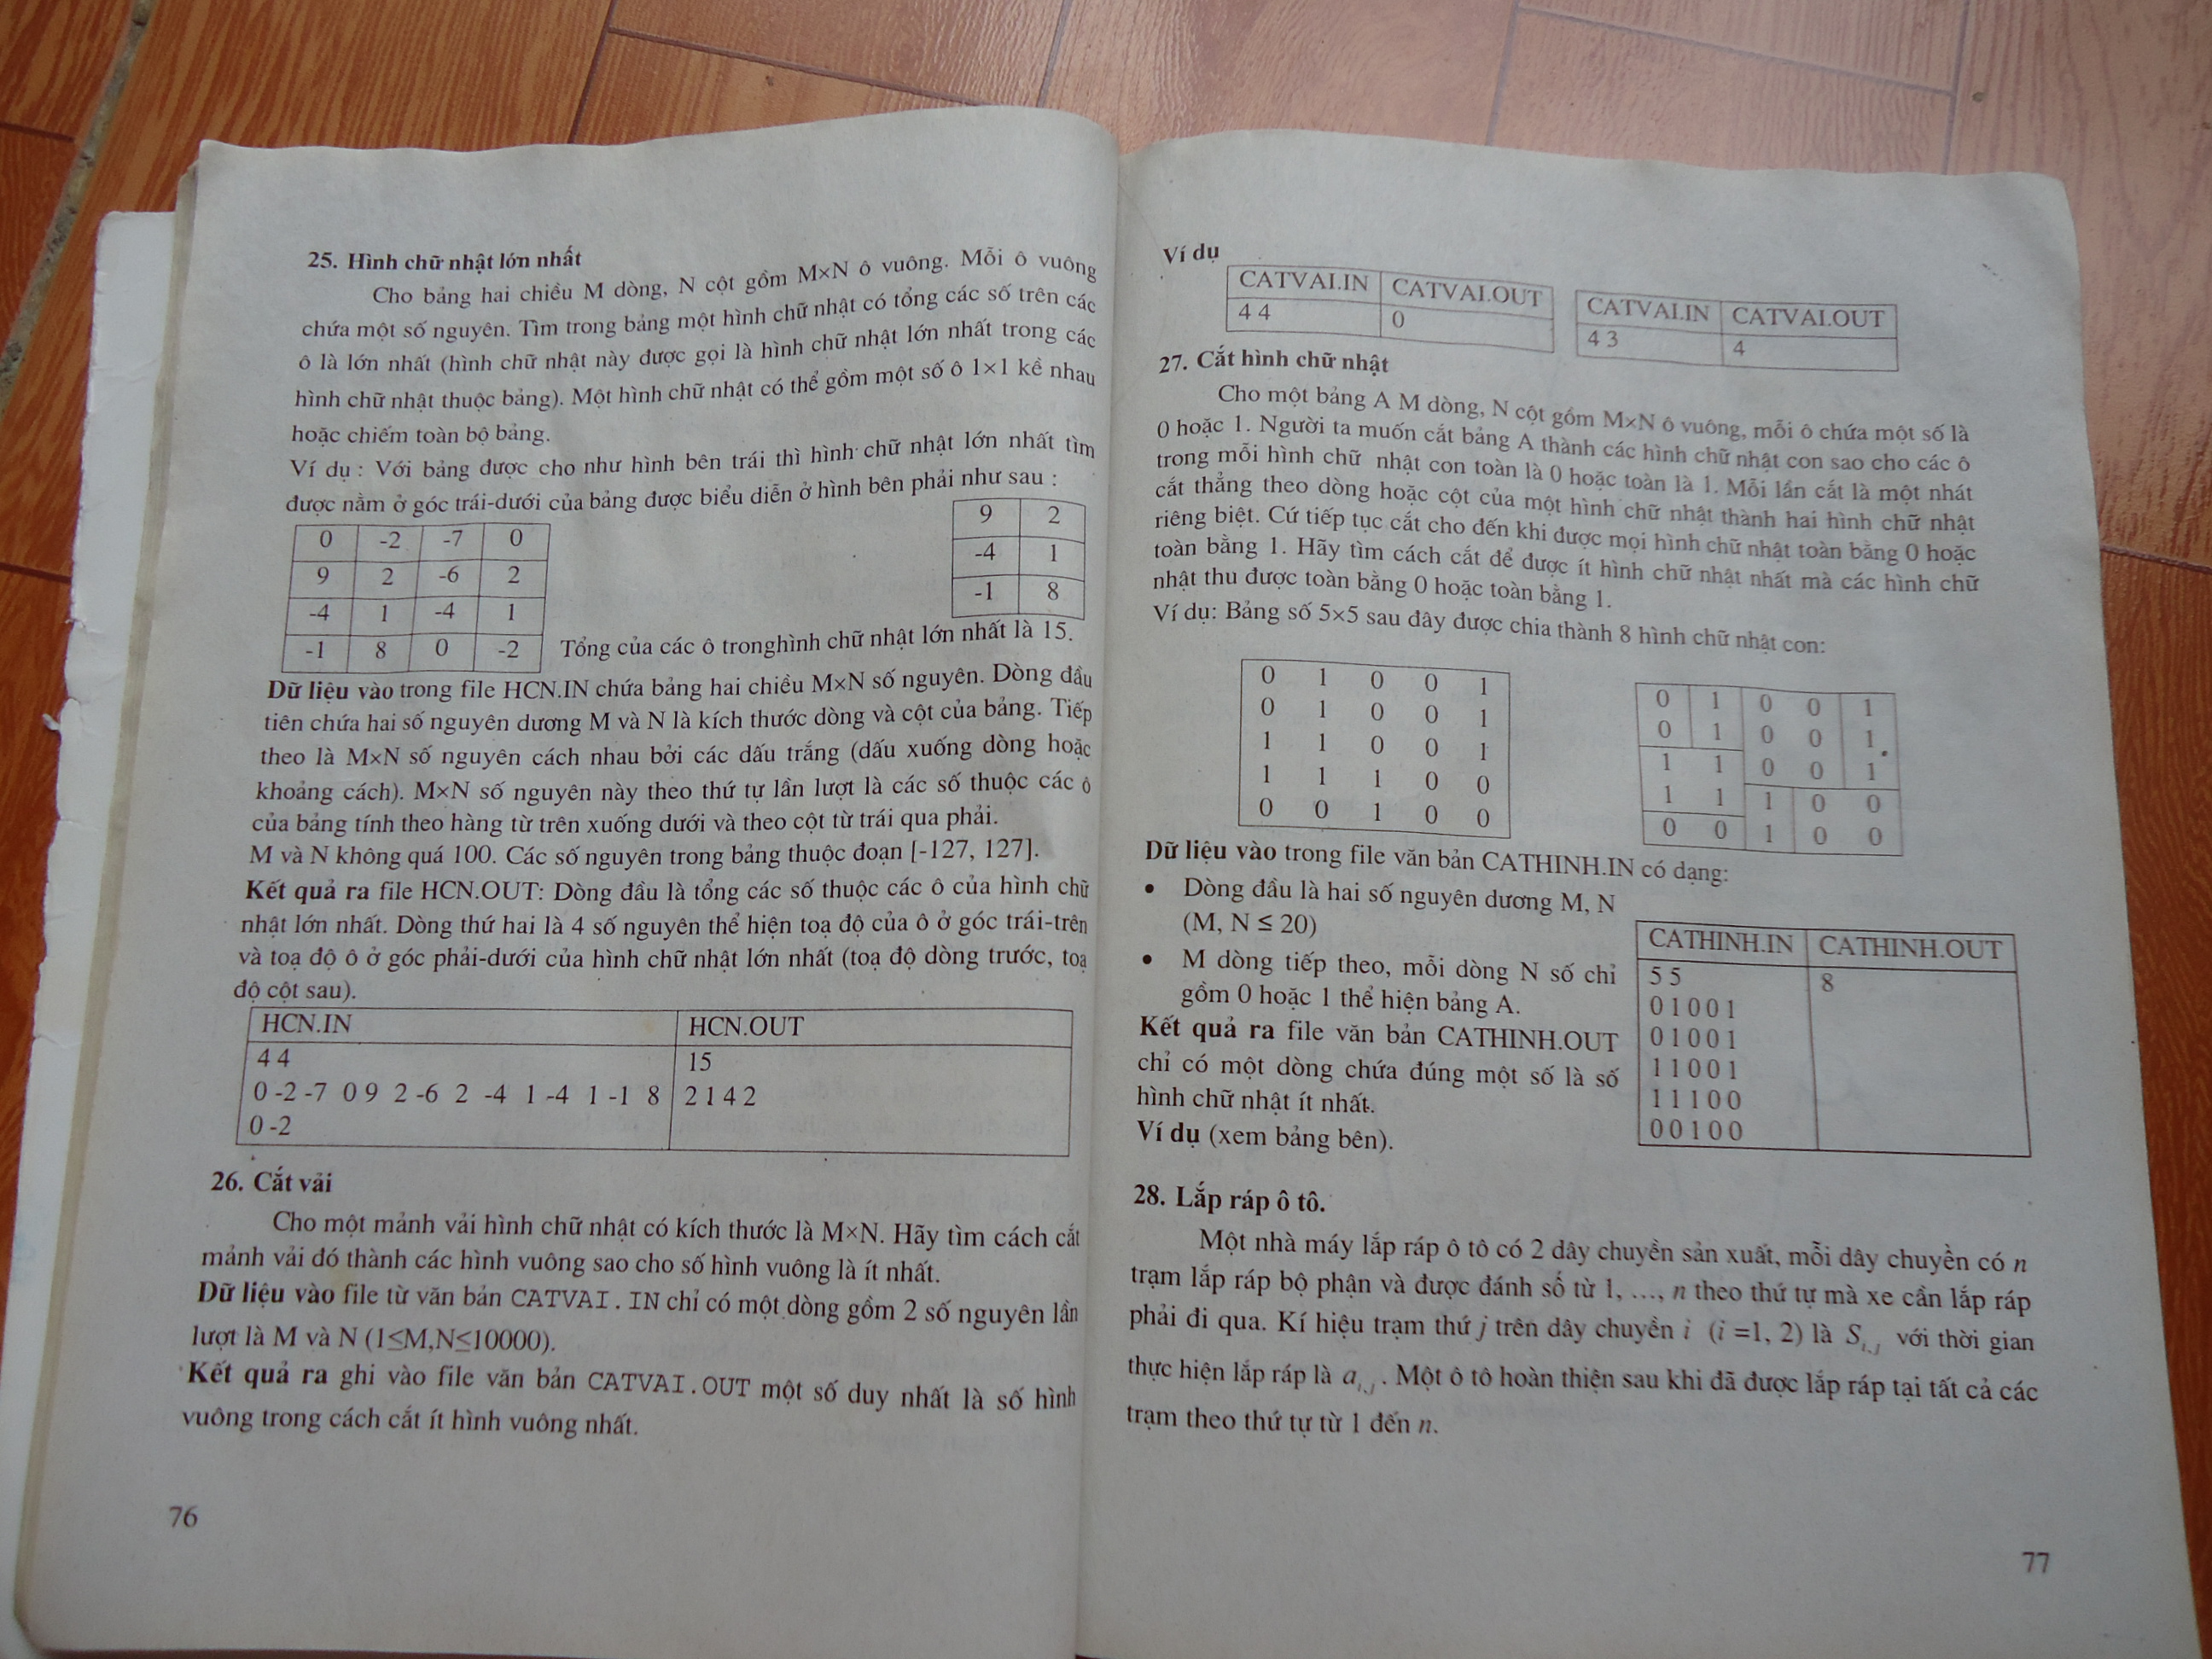 25. Hình chữ nhật lớn nhất
Cho bảng hai chiều M dòng, N cột gồm M×N ô vuông. Mỗi ô vuông
chứa một số nguyên. Tìm trong bảng một hình chữ nhật có tổng các số trên các
ô là lớn nhất (hình chữ nhật này được gọi là hình chữ nhật lớn nhất trong các
hình chữ nhật thuộc bảng). Một hình chữ nhật có thể gồm một số ô 1×1 kề nhau
hoặc chiếm toàn bộ bảng.
Ví dụ : Với bảng được cho như hình bên trái thì hình chữ nhật lớn nhất tìm
được nằm ở góc trái-dưới của bảng được biểu diễn ở hình bên phải như sau :
0 -2 -7 0
9 2 -6 2
-4 1 -4 1
-1 8 0 -2
9 2
-4 1
-1 8
Tổng của các ô tronghình chữ nhật lớn nhất là 15.
Dữ liệu vào trong file HCN.IN chứa bảng hai chiều M×N số nguyên. Dòng đầu
tiên chứa hai số nguyên dương M và N là kích thước dòng và cột của bảng. Tiếp
theo là M×N số nguyên cách nhau bởi các dấu trắng (dấu xuống dòng hoặc
khoảng cách). M×N số nguyên này theo thứ tự lần lượt là các số thuộc các ô
của bảng tính theo hàng từ trên xuống dưới và theo cột từ trái qua phải.
M và N không quá 100. Các số nguyên trong bảng thuộc đoạn [-127, 127].
Kết quả ra file HCN.OUT: Dòng đầu là tổng các số thuộc các ô của hình chữ
nhật lớn nhất. Dòng thứ hai là 4 số nguyên thể hiện toạ độ của ô ở góc trái-trên
và toạ độ ô ở góc phải-dưới của hình chữ nhật lớn nhất (toạ độ dòng trước, toạ
độ cột sau).
HCN.IN HCN.OUT
4 4 15
0 -2 -7 0 9 2 -6 2 -4 1 -4 1 -1 8 2 1 4 2
0 -2
26. Cắt vải
Cho một mảnh vải hình chữ nhật có kích thước là M×N. Hãy tìm cách cắt
mảnh vải đó thành các hình vuông sao cho số hình vuông là ít nhất.
Dữ liệu vào file từ văn bản CATVAI.IN chỉ có một dòng gồm 2 số nguyên lần
lượt là M và N (1≤M,N≤10000).
Kết quả ra ghi vào file văn bản CATVAI.OUT một số duy nhất là số hình
vuông trong cách cắt ít hình vuông nhất.
76
Ví dụ
CATVAI.IN CATVAI.OUT
4 4 0
CATVAI.IN CATVAI.OUT
4 3 4
27. Cắt hình chữ nhật
Cho một bảng A M dòng, N cột gồm M×N ô vuông, mỗi ô chứa một số là
0 hoặc 1. Người ta muốn cắt bảng A thành các hình chữ nhật con sao cho các ô
trong mỗi hình chữ nhật con toàn là 0 hoặc toàn là 1. Mỗi lần cắt là một nhát
cắt thẳng theo dòng hoặc cột của một hình chữ nhật thành hai hình chữ nhật
riêng biệt. Cứ tiếp tục cắt cho đến khi được mọi hình chữ nhật toàn bằng 0 hoặc
toàn bằng 1. Hãy tìm cách cắt để được ít hình chữ nhật nhất mà các hình chữ
nhật thu được toàn bằng 0 hoặc toàn bằng 1.
Ví dụ: Bảng số 5×5 sau đây được chia thành 8 hình chữ nhật con:
0 1 0 0 1
0 1 0 0 1
1 1 0 0 1
1 1 1 0 0
0 0 1 0 0
0 1 0 0 1
0 1 0 0 1
1 1 0 0 1
1 1 1 0 0
0 0 1 0 0
Dữ liệu vào trong file văn bản CATHINH.IN có dạng:
• Dòng đầu là hai số nguyên dương M, N
(M, N ≤ 20)
• M dòng tiếp theo, mỗi dòng N số chỉ
gồm 0 hoặc 1 thể hiện bảng A.
Kết quả ra file văn bản CATHINH.OUT
chỉ có một dòng chứa đúng một số là số
hình chữ nhật ít nhất.
Ví dụ (xem bảng bên).
CATHINH.IN CATHINH.OUT
5 5 8
0 1 0 0 1
0 1 0 0 1
1 1 0 0 1
1 1 1 0 0
0 0 1 0 0
28. Lắp ráp ô tô.
Một nhà máy lắp ráp ô tô có 2 dây chuyền sản xuất, mỗi dây chuyền có n
trạm lắp ráp bộ phận và được đánh số từ 1, ..., n theo thứ tự mà xe cần lắp ráp
phải đi qua. Kí hiệu trạm thứ j trên dây chuyền i (i =1, 2) là S_{i,j} với thời gian
thực hiện lắp ráp là a_{i,j}. Một ô tô hoàn thiện sau khi đã được lắp ráp tại tất cả các
trạm theo thứ tự từ 1 đến n.
77